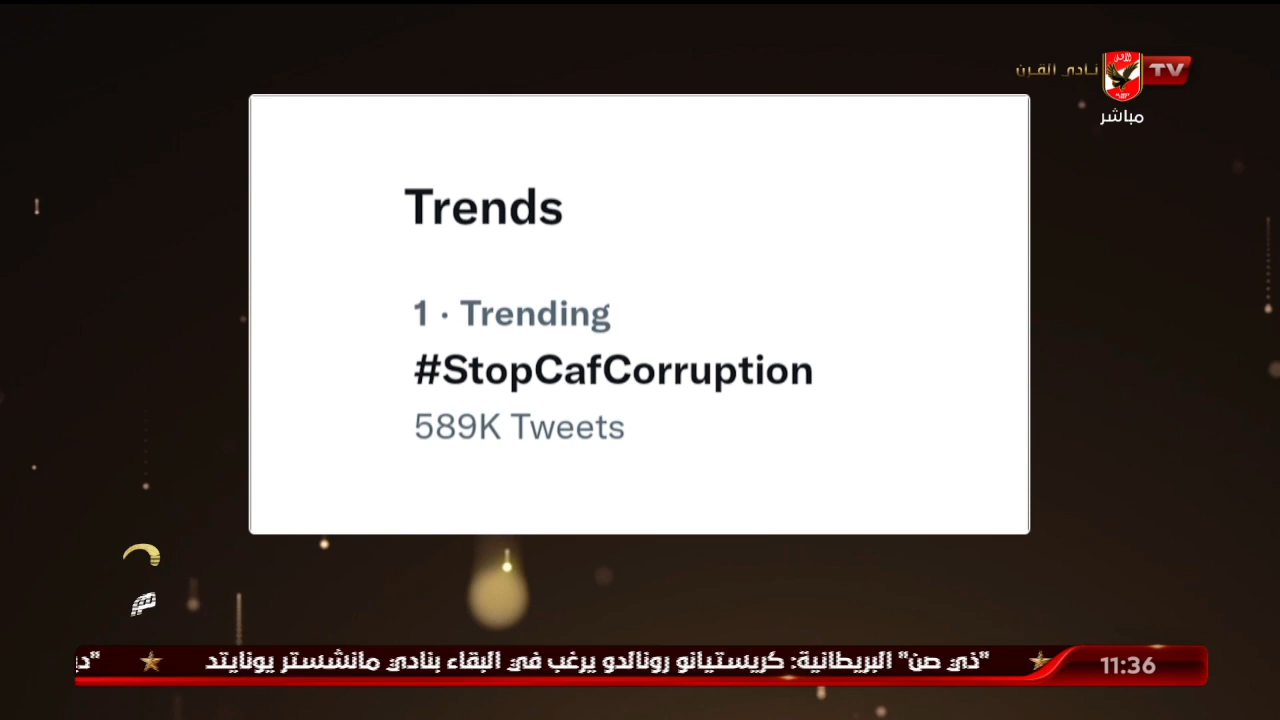 نادي القرن
TV
مباشر
Trends
1 · Trending
#StopCafCorruption
589K Tweets
"ذي صن" البريطانية: كريستيانو رونالدو يرغب في البقاء بنادي مانشستر يونايتد
11:36